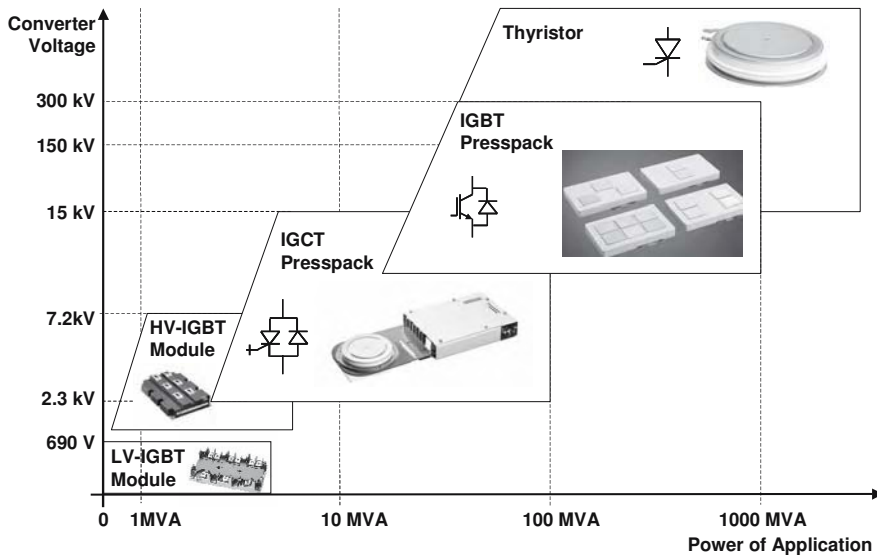 Converter
Voltage
Thyristor
300 kV
IGBT
Presspack
150 kV
15 kV
IGCT
Presspack
7.2kV
HV-IGBT
Module
2.3 kV
690 V
LV-IGBT
Module
0
1MVA
10 MVA
100 MVA
1000 MVA
Power of Application